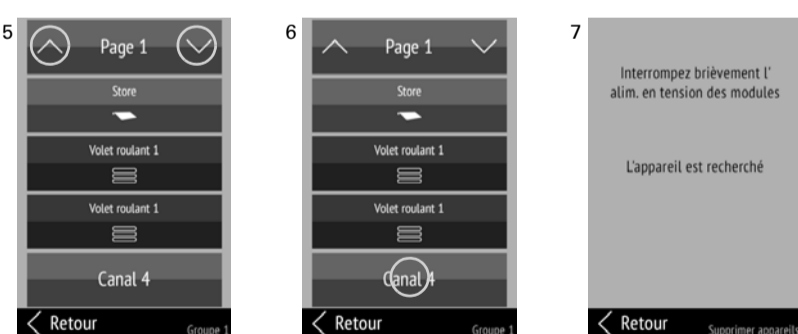 5
Page 1
Store
Volet roulant 1
Volet roulant 1
Canal 4
Retour
Groupe 1
6
Page 1
Store
Volet roulant 1
Volet roulant 1
Canal 4
Retour
Groupe 1
7
Interrompez brièvement l'
alim. en tension des modules
L'appareil est recherché
Retour
Supprimer appareils